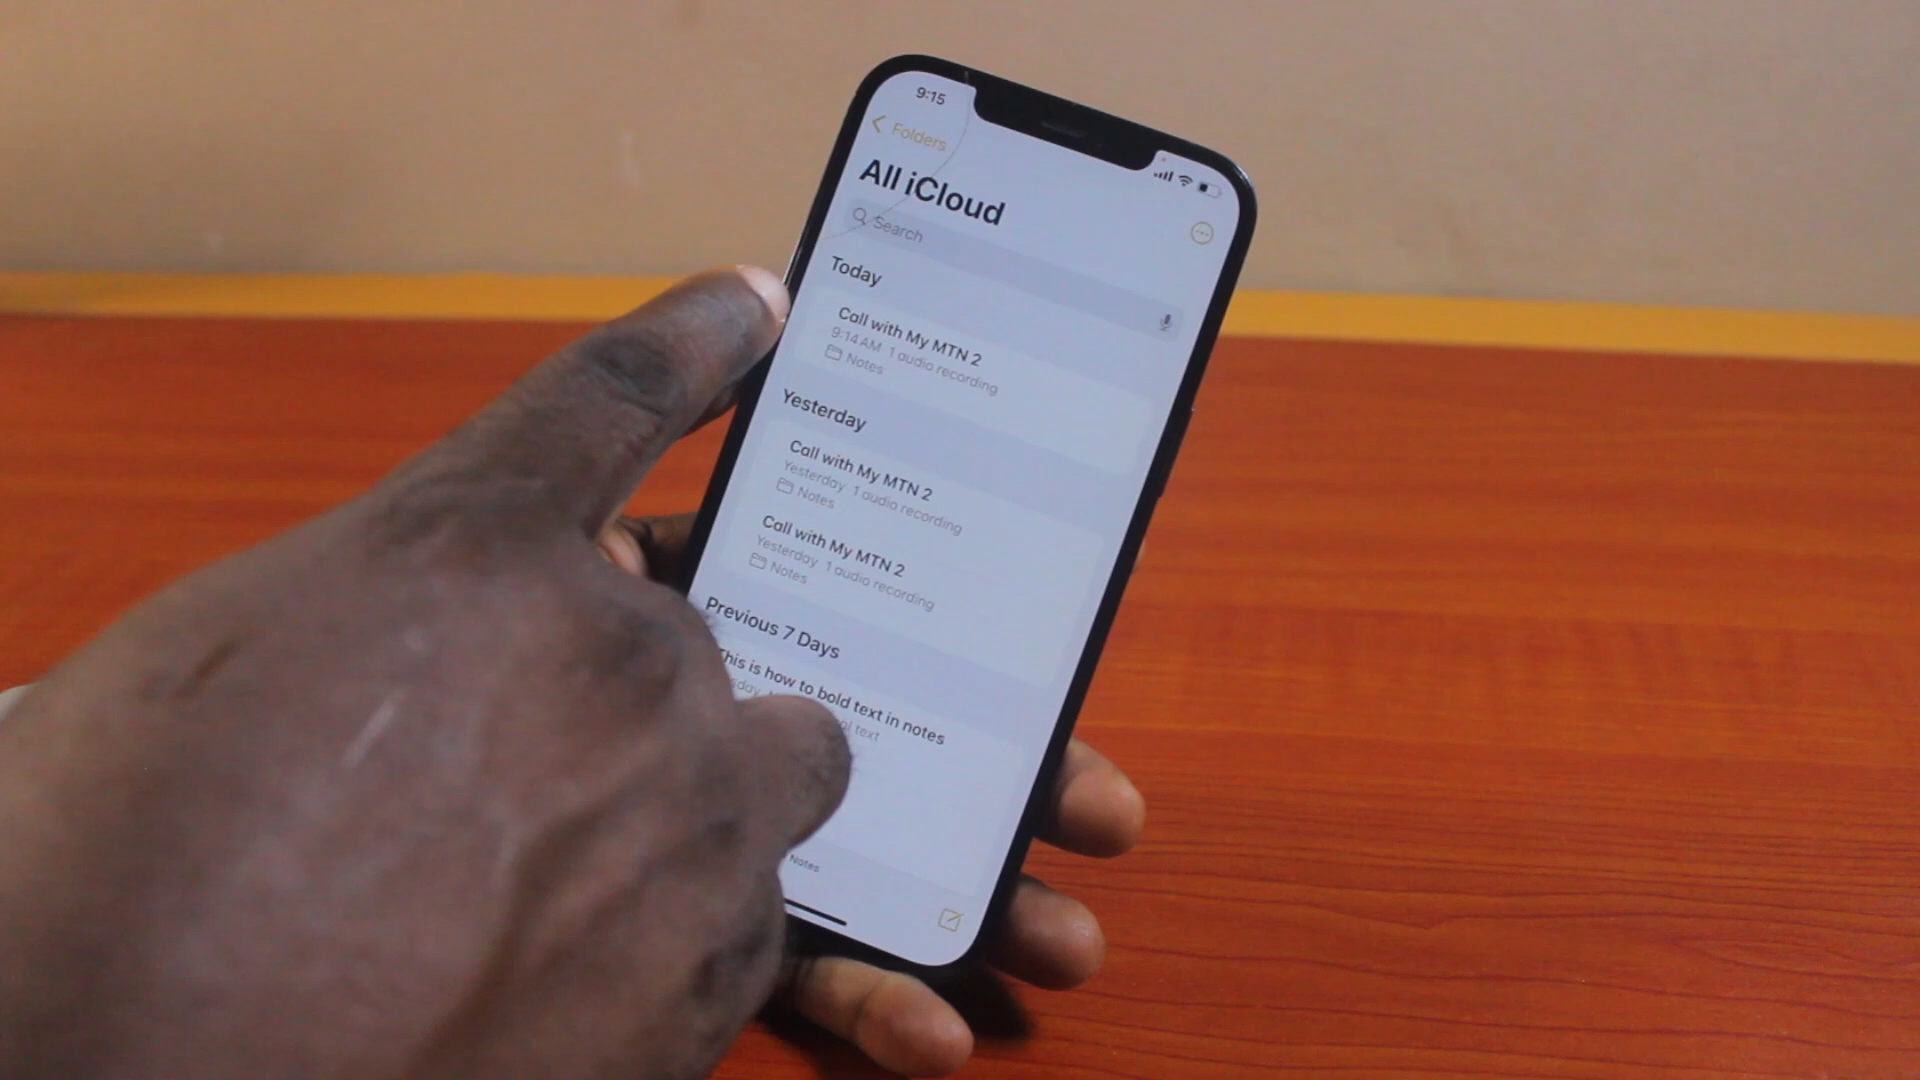 9:15
Folders
All iCloud
Search
Today
Call with My MTN 2
9:14 AM 1 audio recording
Notes
Yesterday
Call with My MTN 2
Yesterday 1 audio recording
Notes
Call with My MTN 2
Yesterday 1 audio recording
Notes
Previous 7 Days
This is how to bold text in notes
text
Notes